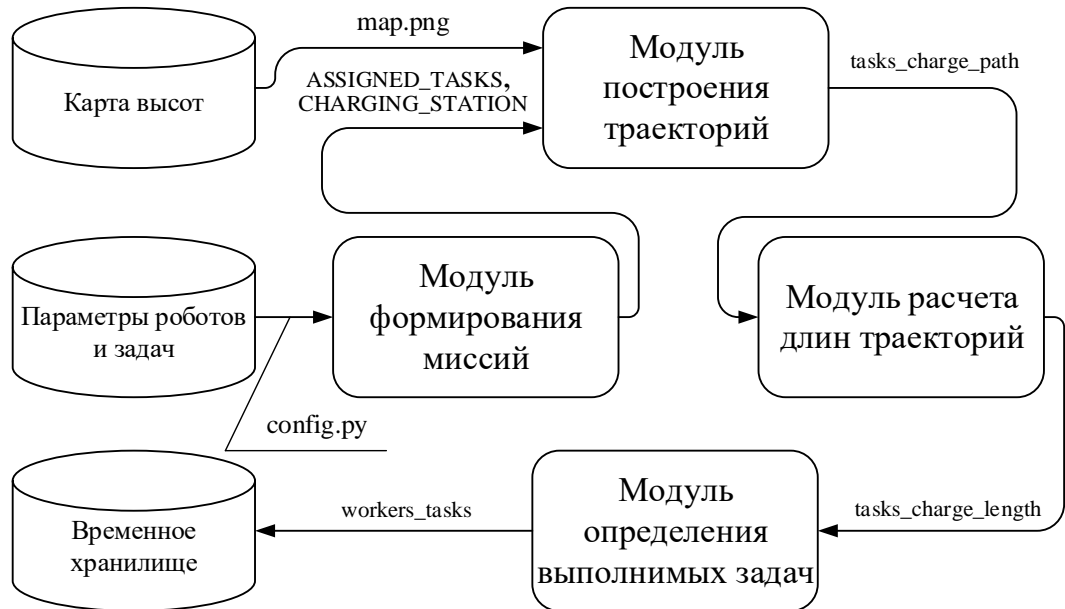 map.png
Модуль
построения
траекторий
tasks_charge_path
Карта высот
ASSIGNED_TASKS,
CHARGING_STATION
Параметры роботов
и задач
Модуль
формирования
миссий
Модуль расчета
длин траекторий
config.py
Временное
хранилище
workers_tasks
Модуль
определения
выполнимых задач
tasks_charge_length